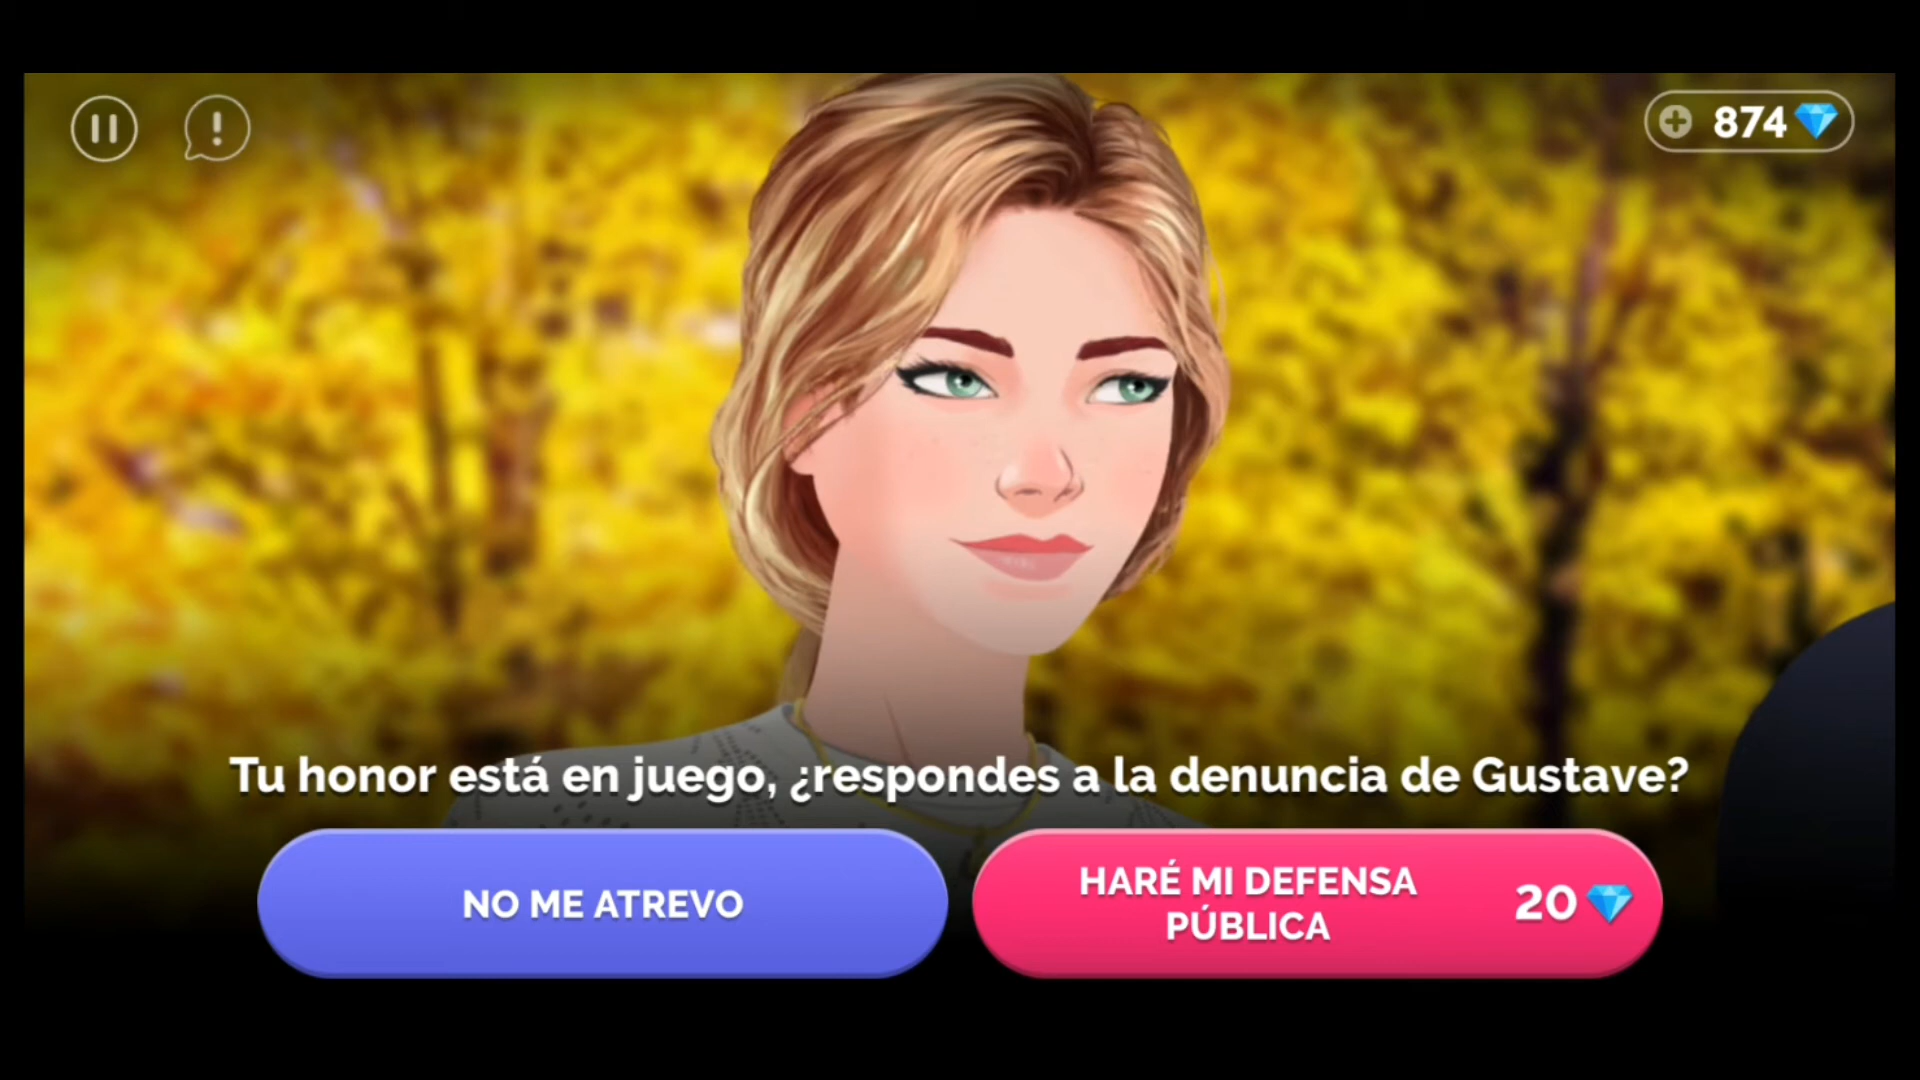 874
Tu honor está en juego, ¿respondes a la denuncia de Gustave?
NO ME ATREVO
HARÉ MI DEFENSA
PÚBLICA
20